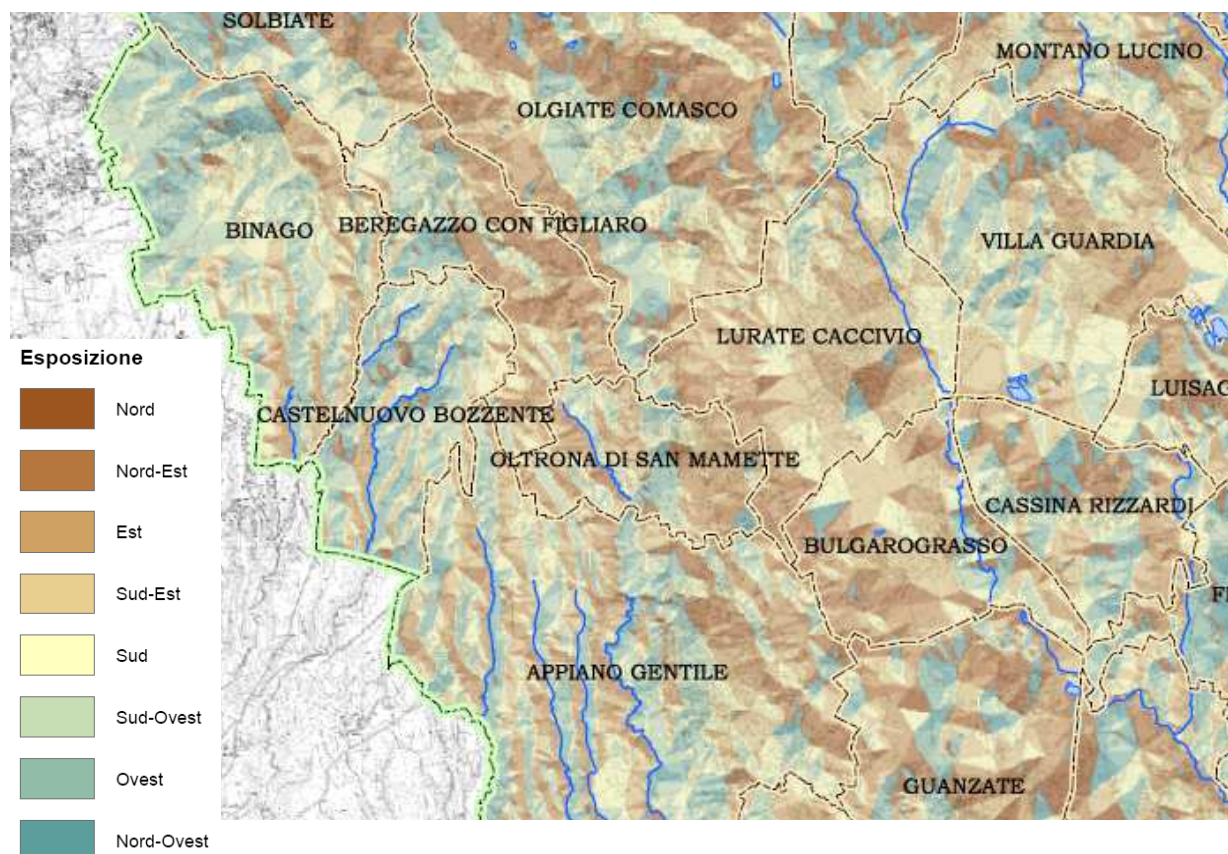 SOLBIATE
MONTANO LUCINO
OLGIATE COMASCO
BINAGO
BEREGAZZO CON FIGLIARO
VILLA GUARDIA
LURATE CACCIVIO
LUISAG
CASTELNUOVO BOZZENTE
OLTRONA DI SAN MAMETTE
CASSINA RIZZARDI
BULGAROGRASSO
APPIANO GENTILE
GUANZATE
Esposizione
Nord
Nord-Est
Est
Sud-Est
Sud
Sud-Ovest
Ovest
Nord-Ovest